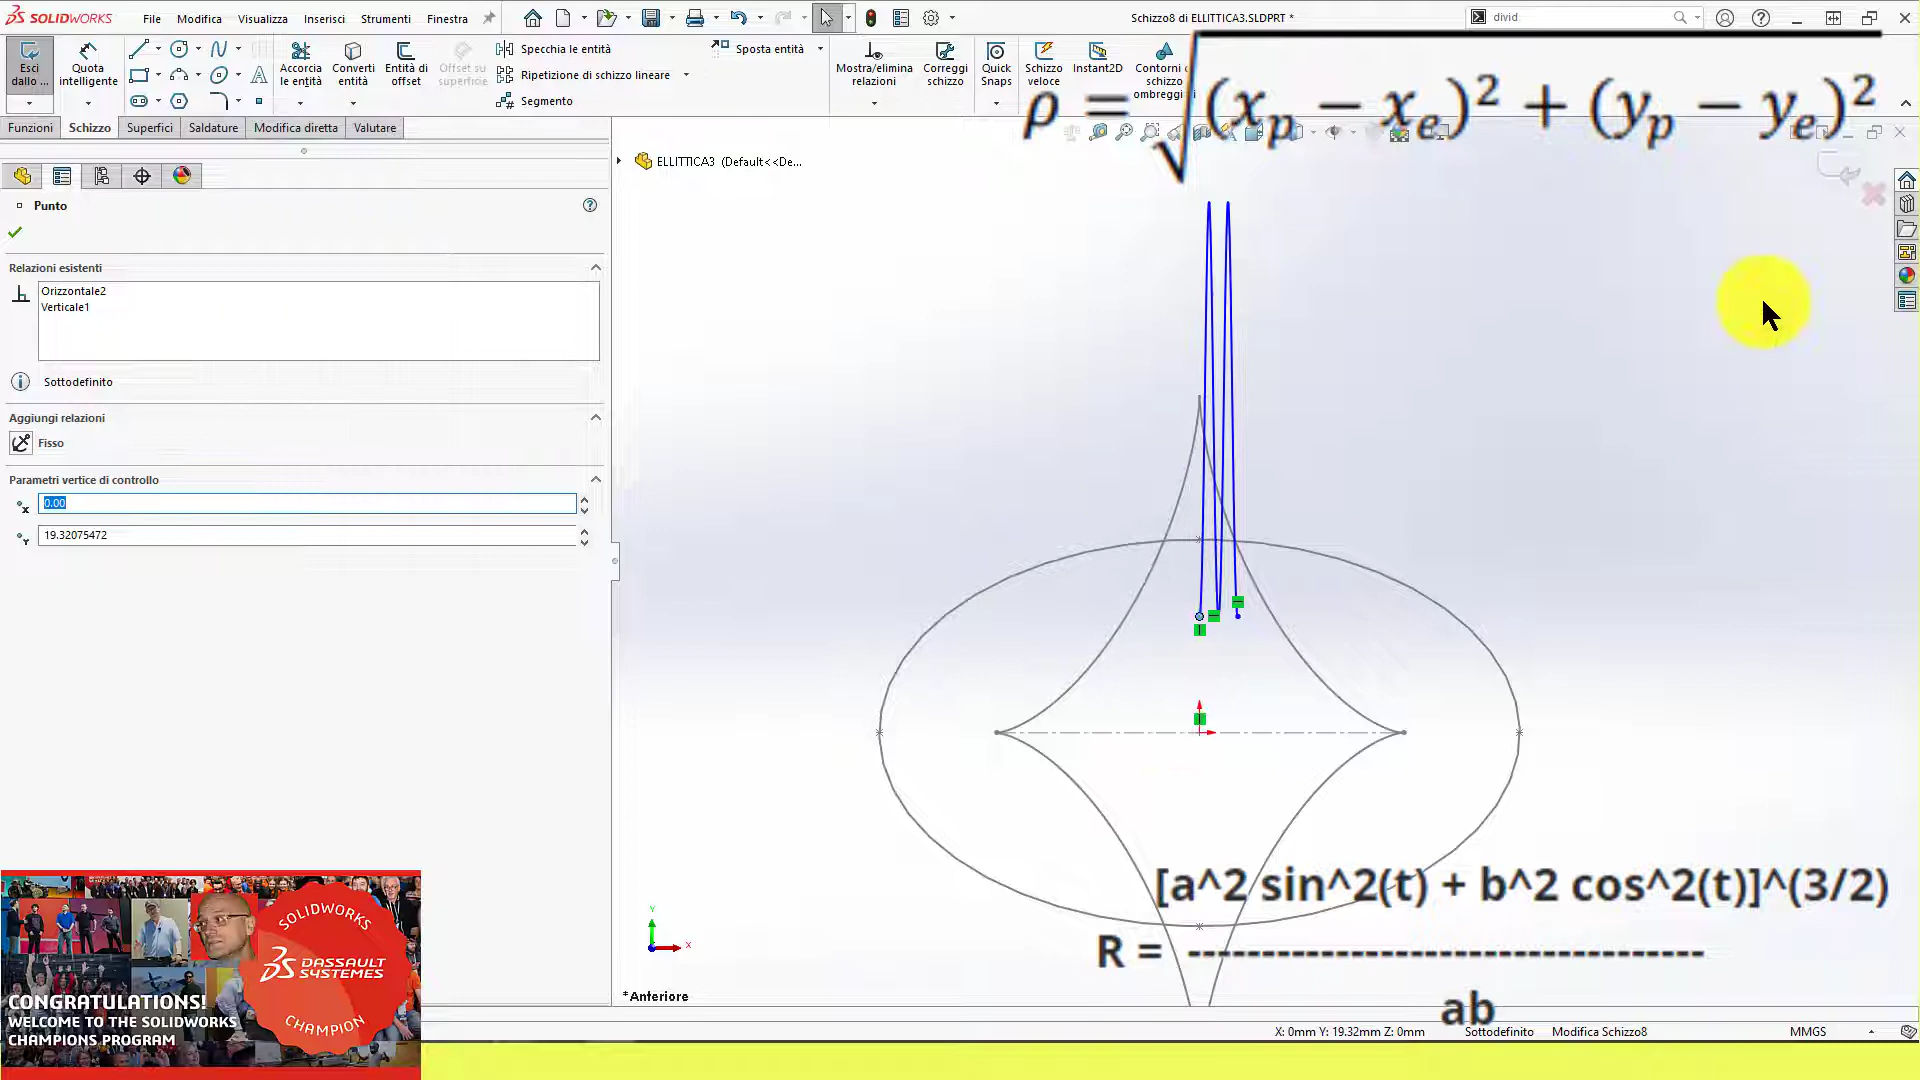 SOLIDWORKS
File Modifica Visualizza Inserisci Strumenti Finestra
Schizzo8 di ELLITTICA3.SLDPRT *
divid
Esci dallo ...
Quota intelligente
Accorcia le entità
Converti entità
Entità di offset
Offset su superficie
Specchia le entità
Ripetizione di schizzo lineare
Segmento
Sposta entità
Mostra/elimina relazioni
Correggi schizzo
Quick Snaps
Schizzo veloce
Instant2D
Contorni schizzo ombreggi
ρ = √(xp − xe)² + (yp − ye)²
Funzioni Schizzo Superfici Saldature Modifica diretta Valutare
ELLITTICA3 (Default<<De...
Punto
Relazioni esistenti
Orizzontale2
Verticale1
Sottodefinito
Aggiungi relazioni
Fisso
Parametri vertice di controllo
0.00
19.32075472
[a^2 sin^2(t) + b^2 cos^2(t)]^(3/2)
R = -----------------------------------
ab
Y
X
*Anteriore
SOLIDWORKS
DASSAULT SYSTEMES
CHAMPION
CONGRATULATIONS!
WELCOME TO THE SOLIDWORKS
CHAMPIONS PROGRAM
X: 0mm Y: 19.32mm Z: 0mm Sottodefinito Modifica Schizzo8 MMGS